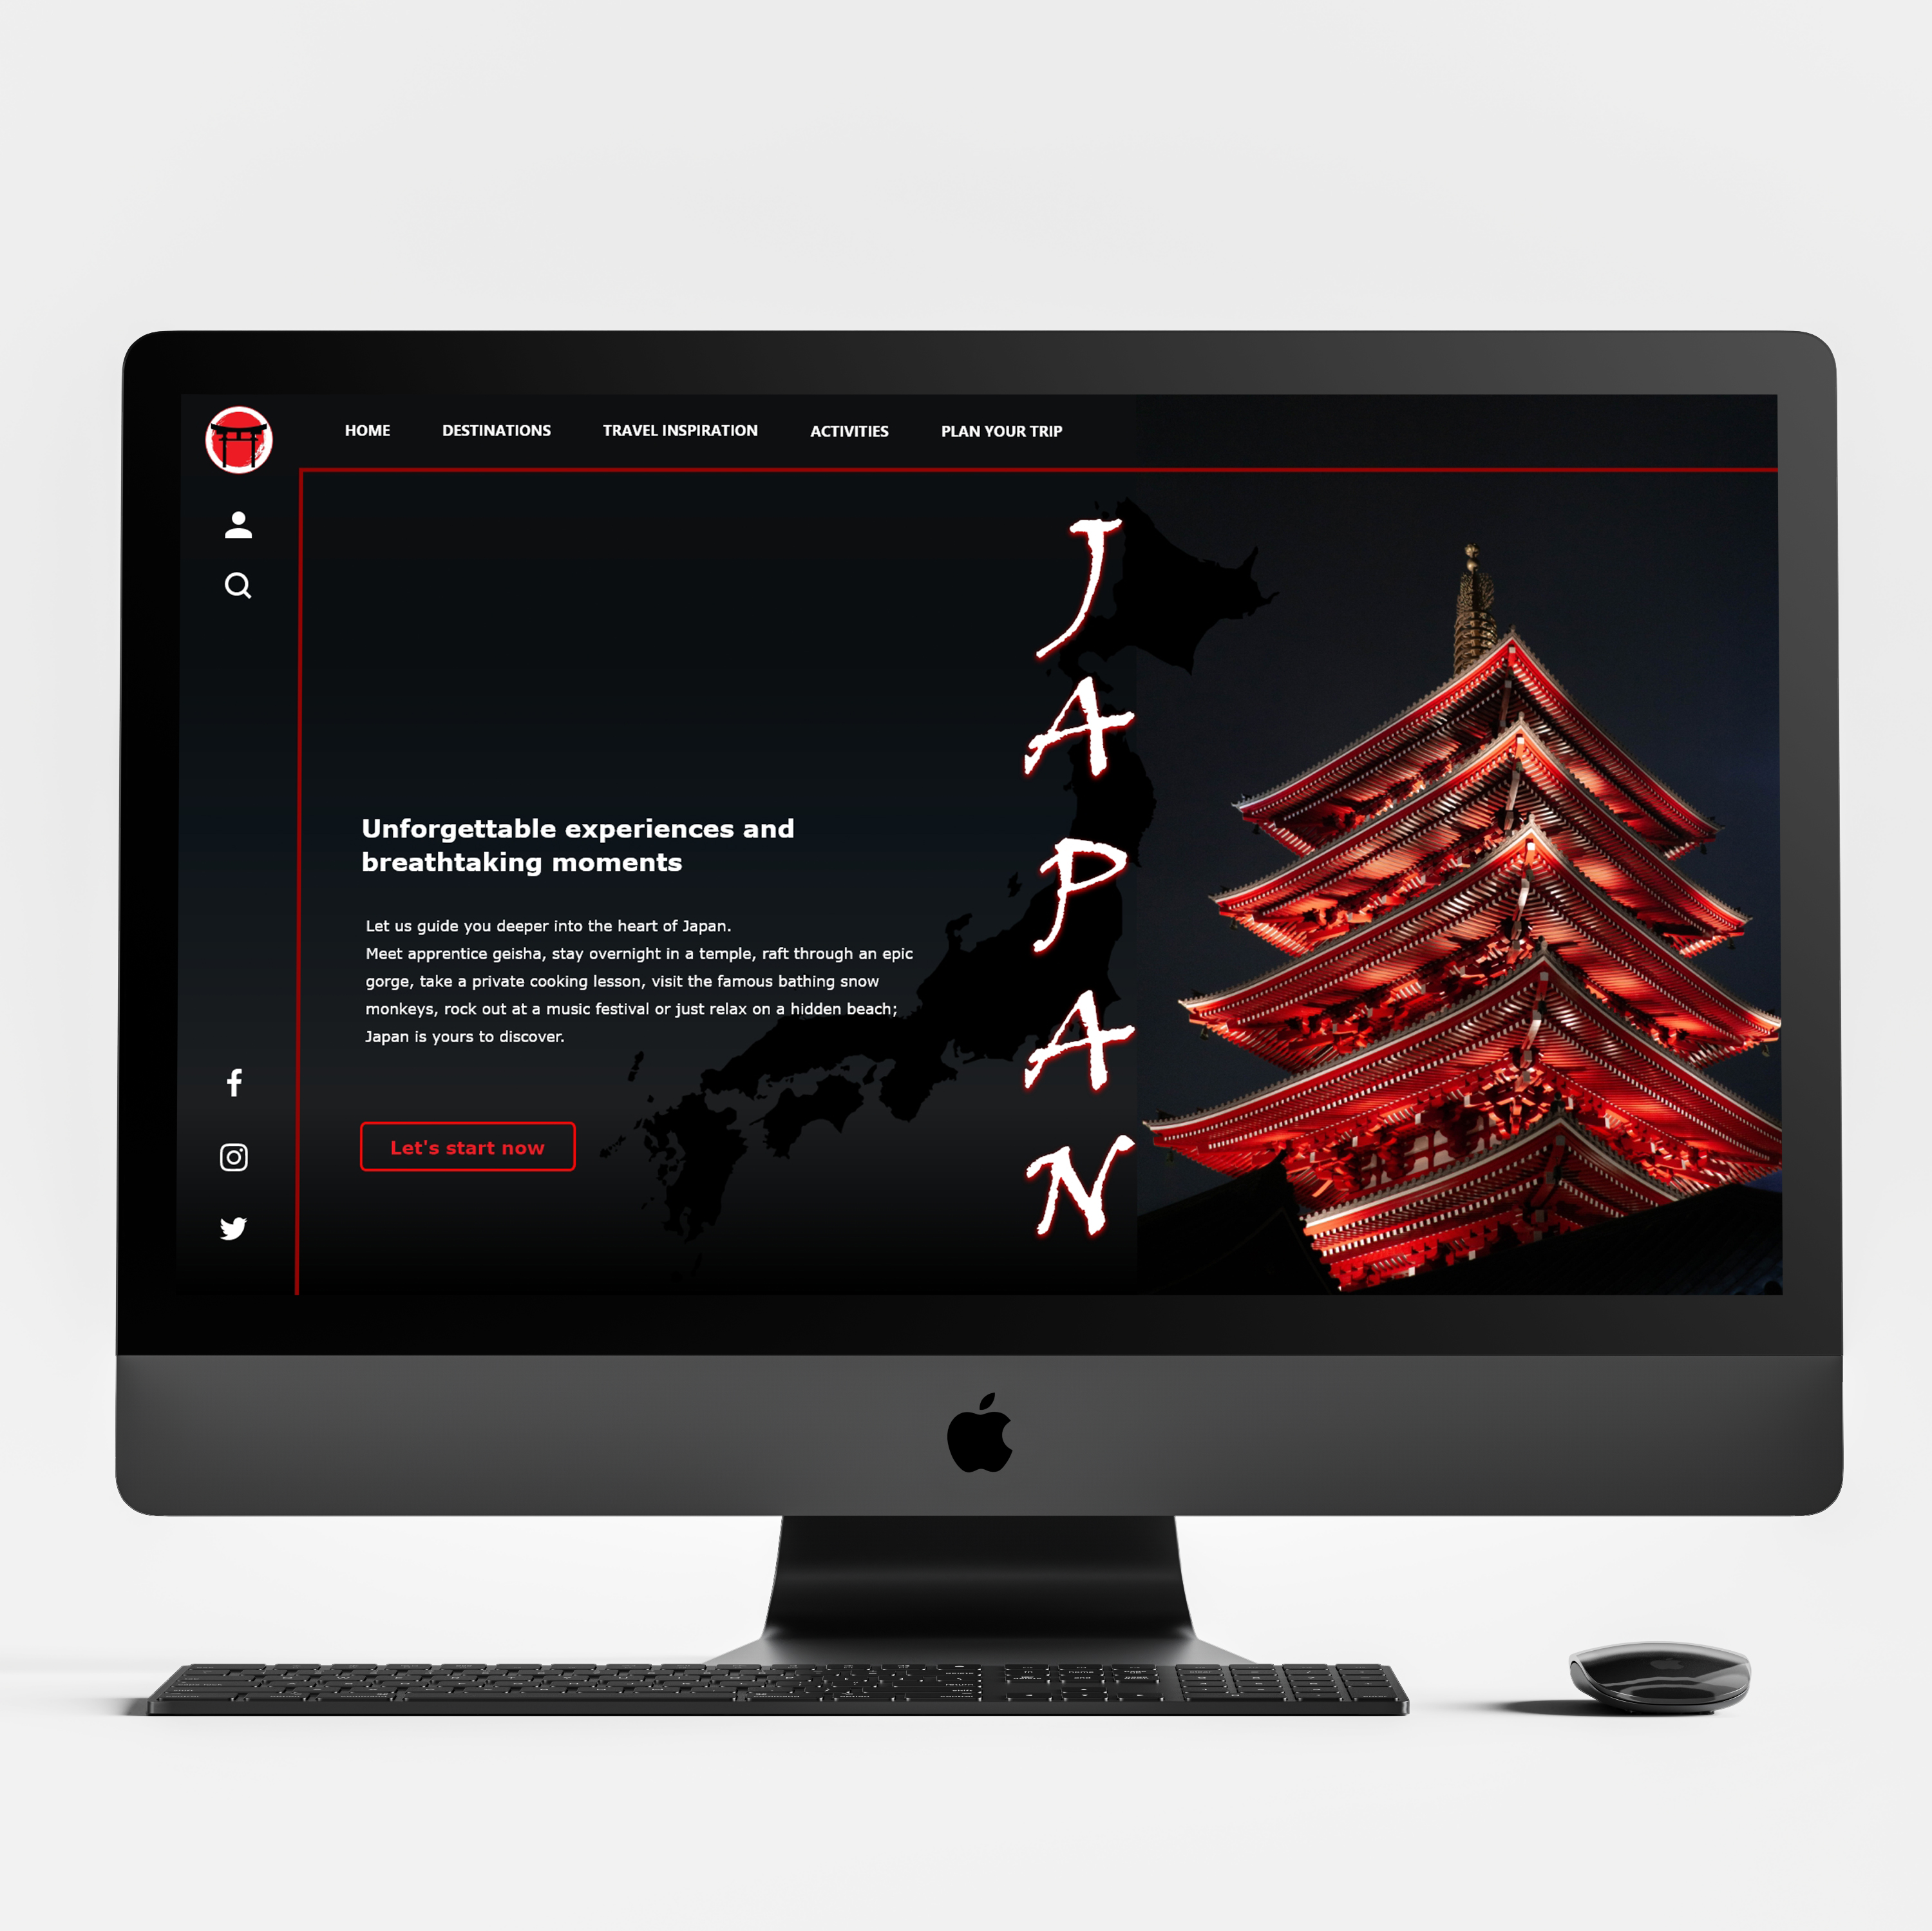 HOME DESTINATIONS TRAVEL INSPIRATION ACTIVITIES PLAN YOUR TRIP
J
A
P
A
N
Unforgettable experiences and
breathtaking moments
Let us guide you deeper into the heart of Japan.
Meet apprentice geisha, stay overnight in a temple, raft through an epic
gorge, take a private cooking lesson, visit the famous bathing snow
monkeys, rock out at a music festival or just relax on a hidden beach;
Japan is yours to discover.
Let's start now